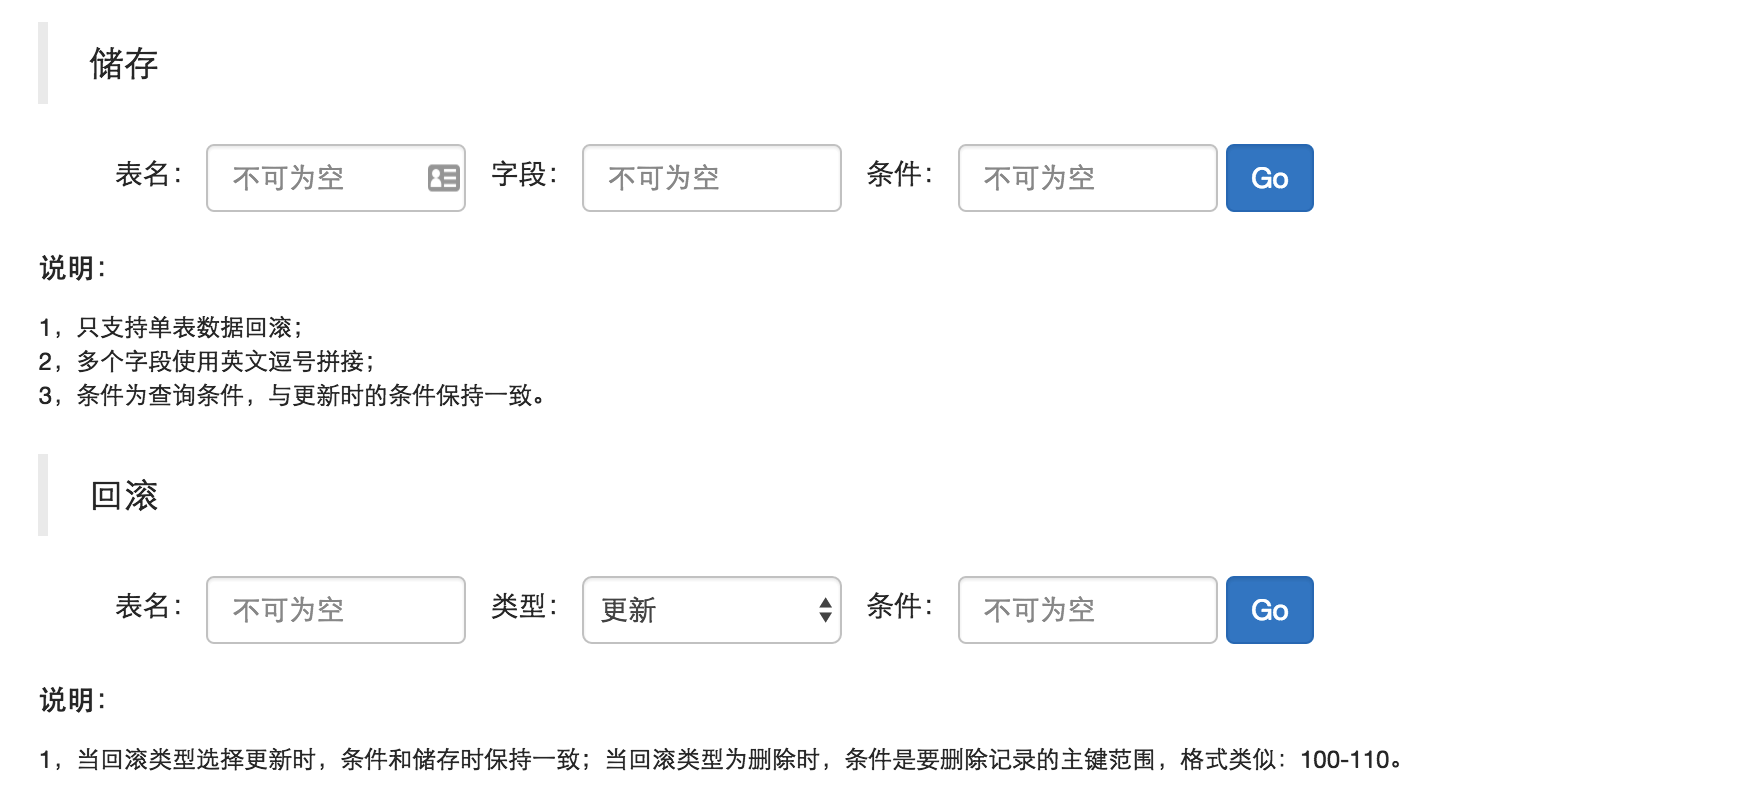 储存
表名： 不可为空 字段： 不可为空 条件： 不可为空 Go
说明：
1，只支持单表数据回滚；
2，多个字段使用英文逗号拼接；
3，条件为查询条件，与更新时的条件保持一致。
回滚
表名： 不可为空 类型： 更新 条件： 不可为空 Go
说明：
1，当回滚类型选择更新时，条件和储存时保持一致；当回滚类型为删除时，条件是要删除记录的主键范围，格式类似：100-110。